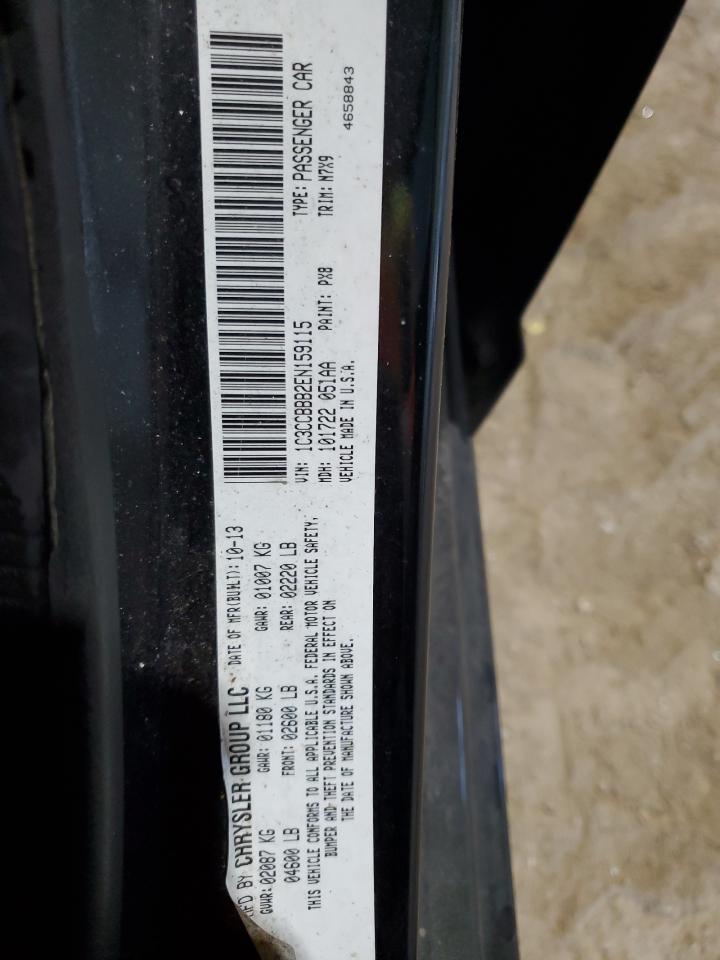 MFD BY CHRYSLER GROUP LLC DATE OF MFR(BUILT): 10-13
GVWR: 02087 KG GAWR: 01180 KG GAWR: 01007 KG
04600 LB FRONT: 02600 LB REAR: 02220 LB
THIS VEHICLE CONFORMS TO ALL APPLICABLE U.S.A. FEDERAL MOTOR VEHICLE SAFETY,
BUMPER AND THEFT PREVENTION STANDARDS IN EFFECT ON
THE DATE OF MANUFACTURE SHOWN ABOVE.
VIN: 1C3CCBBB2EN159115 TYPE: PASSENGER CAR
MDH: 101722 051AA PAINT: PX8 TRIM: N7X9
VEHICLE MADE IN U.S.A. 4658843